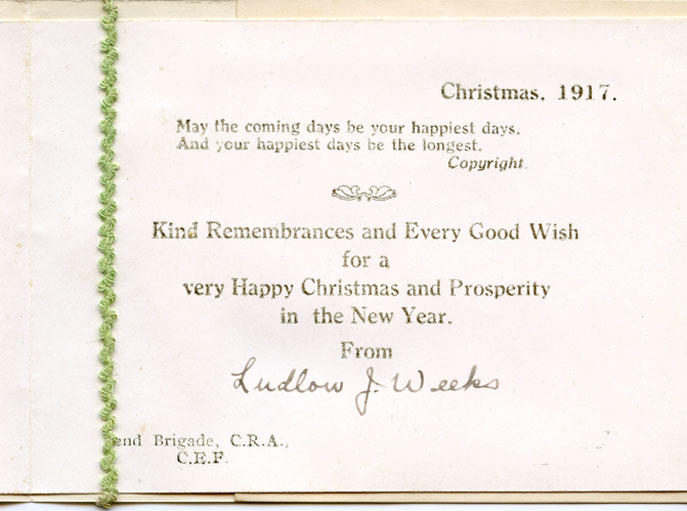 Christmas, 1917.
May the coming days be your happiest days,
And your happiest days be the longest.
Copyright.
Kind Remembrances and Every Good Wish
for a
very Happy Christmas and Prosperity
in the New Year.
From
Ludlow J. Weeks
2nd Brigade, C.R.A.,
C.E.F.